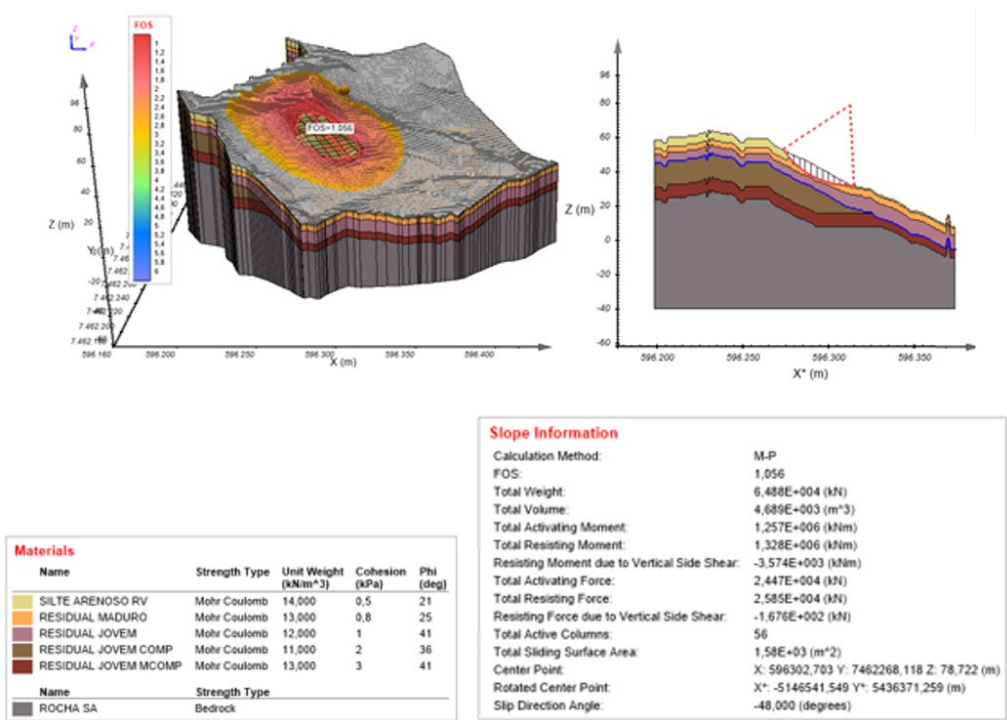 FOS
Z
Y
X
1
1,2
1,4
1,6
1,8
2
2,2
2,4
2,6
2,8
3
3,2
3,4
3,6
3,8
4
4,2
4,4
4,6
4,8
5
5,2
5,4
5,6
5,8
6
FOS=1.056
96
80
60
40
20
Z (m)
596.160
596.200
596.250
596.300
596.350
596.400
X (m)
96
80
60
40
20
0
-20
-40
-60
Z (m)
596.200
596.250
596.300
596.350
X* (m)
Slope Information
Calculation Method: M-P
FOS: 1,056
Total Weight: 6,488E+004 (kN)
Total Volume: 4,689E+003 (m^3)
Total Activating Moment: 1,257E+006 (kNm)
Total Resisting Moment: 1,328E+006 (kNm)
Resisting Moment due to Vertical Side Shear: -3,574E+003 (kNm)
Total Activating Force: 2,447E+004 (kN)
Total Resisting Force: 2,585E+004 (kN)
Resisting Force due to Vertical Side Shear: -1,676E+002 (kN)
Total Active Columns: 56
Total Sliding Surface Area: 1,58E+03 (m^2)
Center Point: X: 596302,703 Y: 7462268,118 Z: 78,722 (m)
Rotated Center Point: X*: -5146541,549 Y*: 5436371,259 (m)
Slip Direction Angle: -48,000 (degrees)
Materials
Name Strength Type Unit Weight (kN/m^3) Cohesion (kPa) Phi (deg)
SILTE ARENOSO RV Mohr Coulomb 14,000 0,5 21
RESIDUAL MADURO Mohr Coulomb 13,000 0,8 25
RESIDUAL JOVEM Mohr Coulomb 12,000 1 41
RESIDUAL JOVEM COMP Mohr Coulomb 11,000 2 36
RESIDUAL JOVEM MCOMP Mohr Coulomb 13,000 3 41
Name Strength Type
ROCHA SA Bedrock